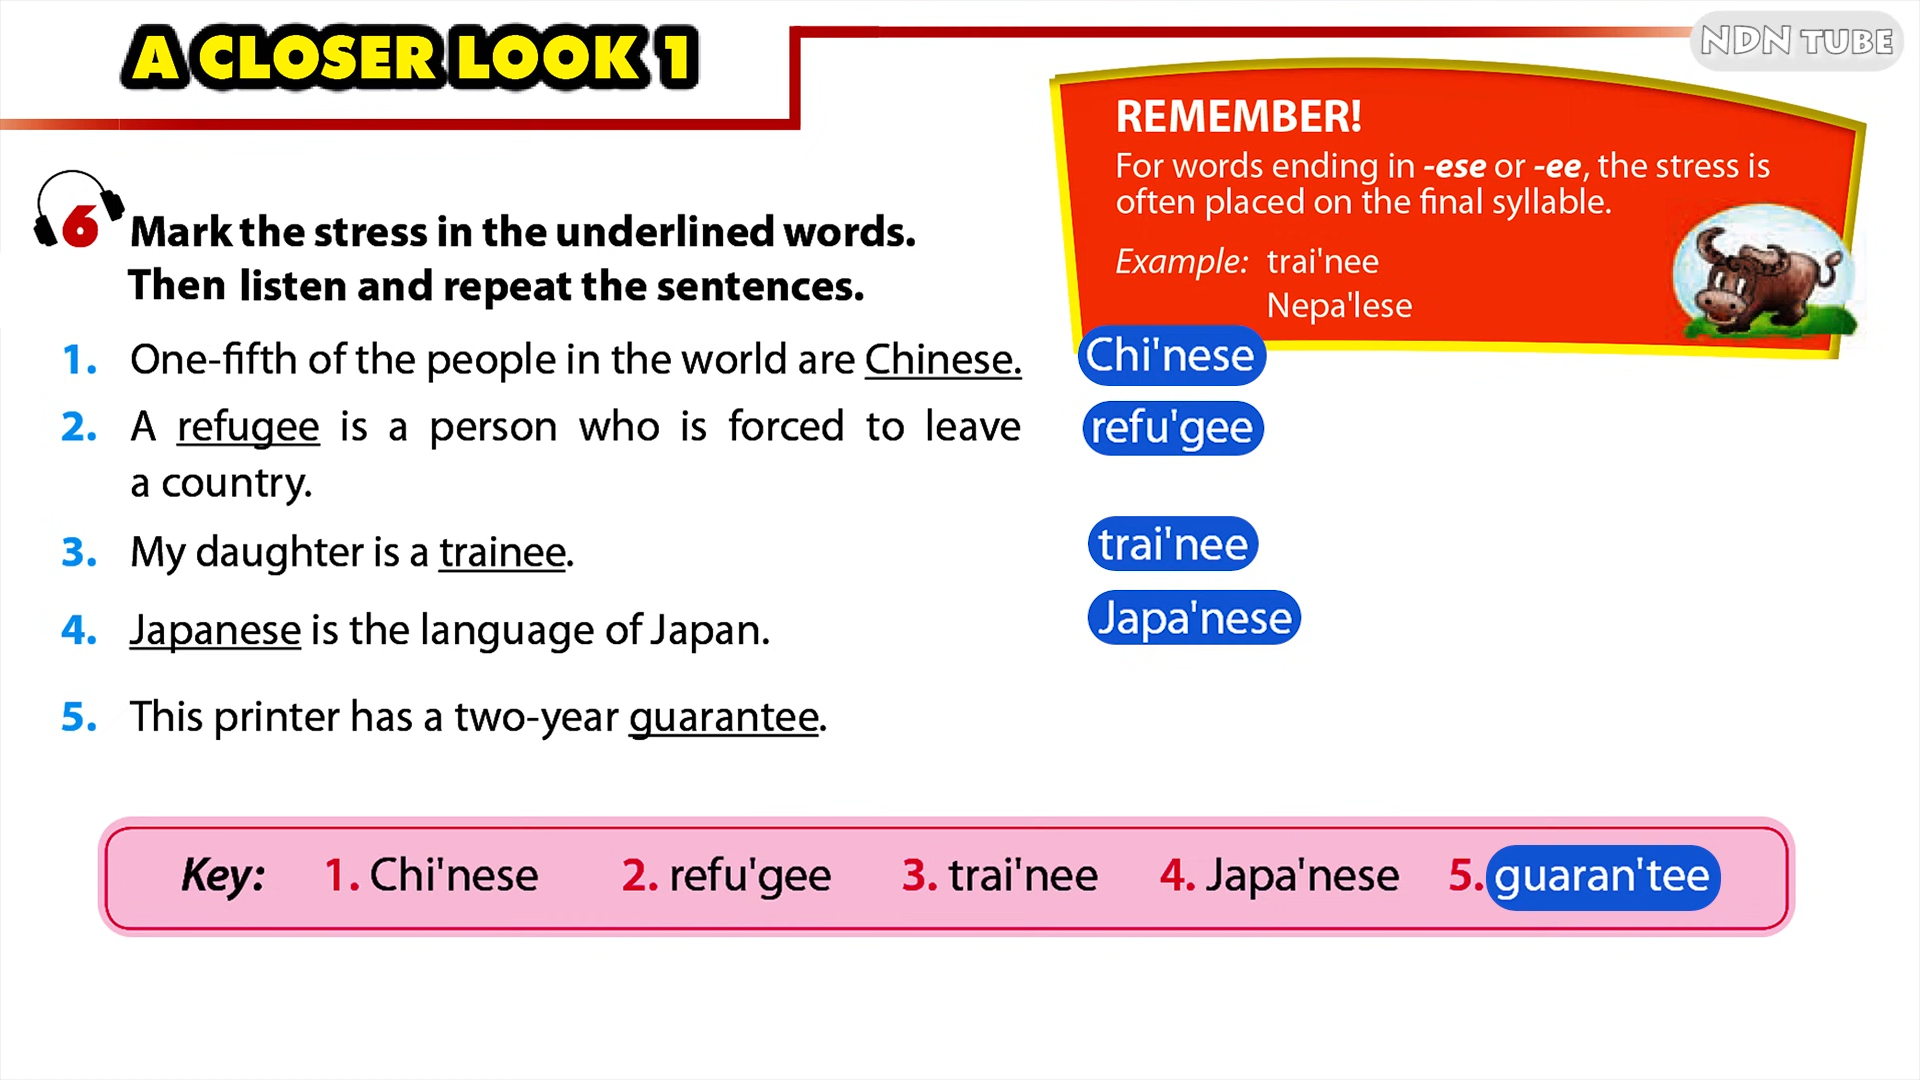 A CLOSER LOOK 1
NDN TUBE
REMEMBER!
For words ending in -ese or -ee, the stress is
often placed on the final syllable.
Example: trai'nee
Nepa'lese
6 Mark the stress in the underlined words.
Then listen and repeat the sentences.
1. One-fifth of the people in the world are Chinese. Chi'nese
2. A refugee is a person who is forced to leave refu'gee
a country.
3. My daughter is a trainee. trai'nee
4. Japanese is the language of Japan. Japa'nese
5. This printer has a two-year guarantee.
Key: 1. Chi'nese 2. refu'gee 3. trai'nee 4. Japa'nese 5. guaran'tee